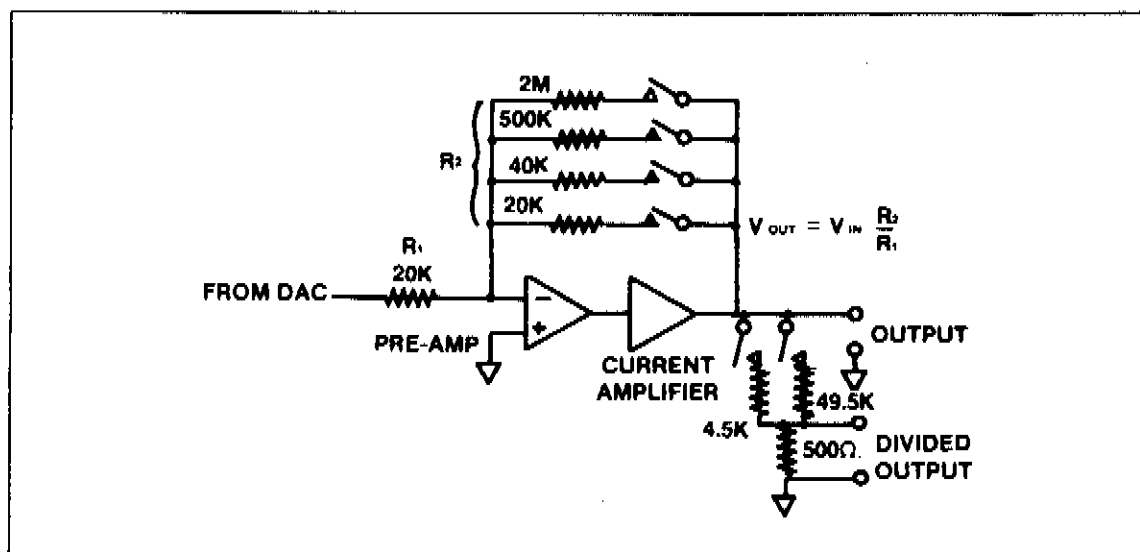 2M
500K
R2
40K
20K
V OUT = V IN R2 / R1
R1
20K
FROM DAC
−
+
PRE-AMP
CURRENT
AMPLIFIER
OUTPUT
49.5K
4.5K
500Ω.
DIVIDED
OUTPUT